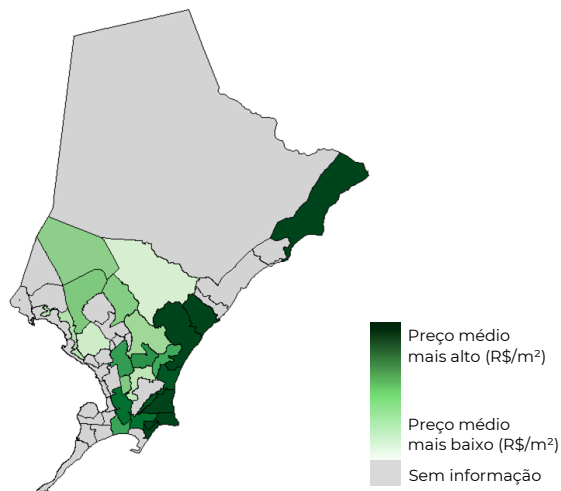 Preço médio
mais alto (R$/m²)
Preço médio
mais baixo (R$/m²)
Sem informação